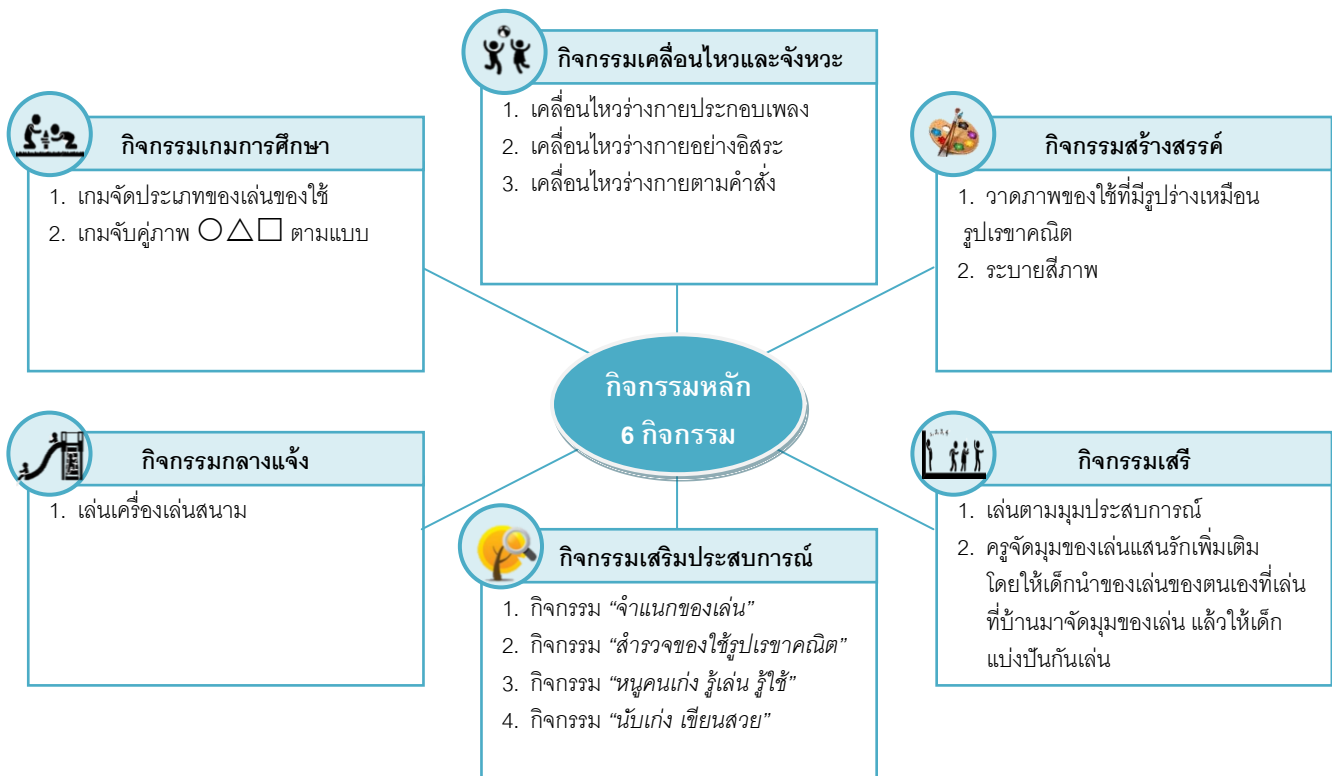 กิจกรรมเคลื่อนไหวและจังหวะ
1. เคลื่อนไหวร่างกายประกอบเพลง
2. เคลื่อนไหวร่างกายอย่างอิสระ
3. เคลื่อนไหวร่างกายตามคำสั่ง
กิจกรรมเกมการศึกษา
1. เกมจัดประเภทของเล่นของใช้
2. เกมจับคู่ภาพ ○△□ ตามแบบ
กิจกรรมสร้างสรรค์
1. วาดภาพของใช้ที่มีรูปร่างเหมือน
รูปเรขาคณิต
2. ระบายสีภาพ
กิจกรรมหลัก
6 กิจกรรม
กิจกรรมกลางแจ้ง
1. เล่นเครื่องเล่นสนาม
กิจกรรมเสริมประสบการณ์
1. กิจกรรม “จำแนกของเล่น”
2. กิจกรรม “สำรวจของใช้รูปเรขาคณิต”
3. กิจกรรม “หนูคนเก่ง รู้เล่น รู้ใช้”
4. กิจกรรม “นับเก่ง เขียนสวย”
กิจกรรมเสรี
1. เล่นตามมุมประสบการณ์
2. ครูจัดมุมของเล่นแสนรักเพิ่มเติม
โดยให้เด็กนำของเล่นของตนเองที่เล่น
ที่บ้านมาจัดมุมของเล่น แล้วให้เด็ก
แบ่งปันกันเล่น